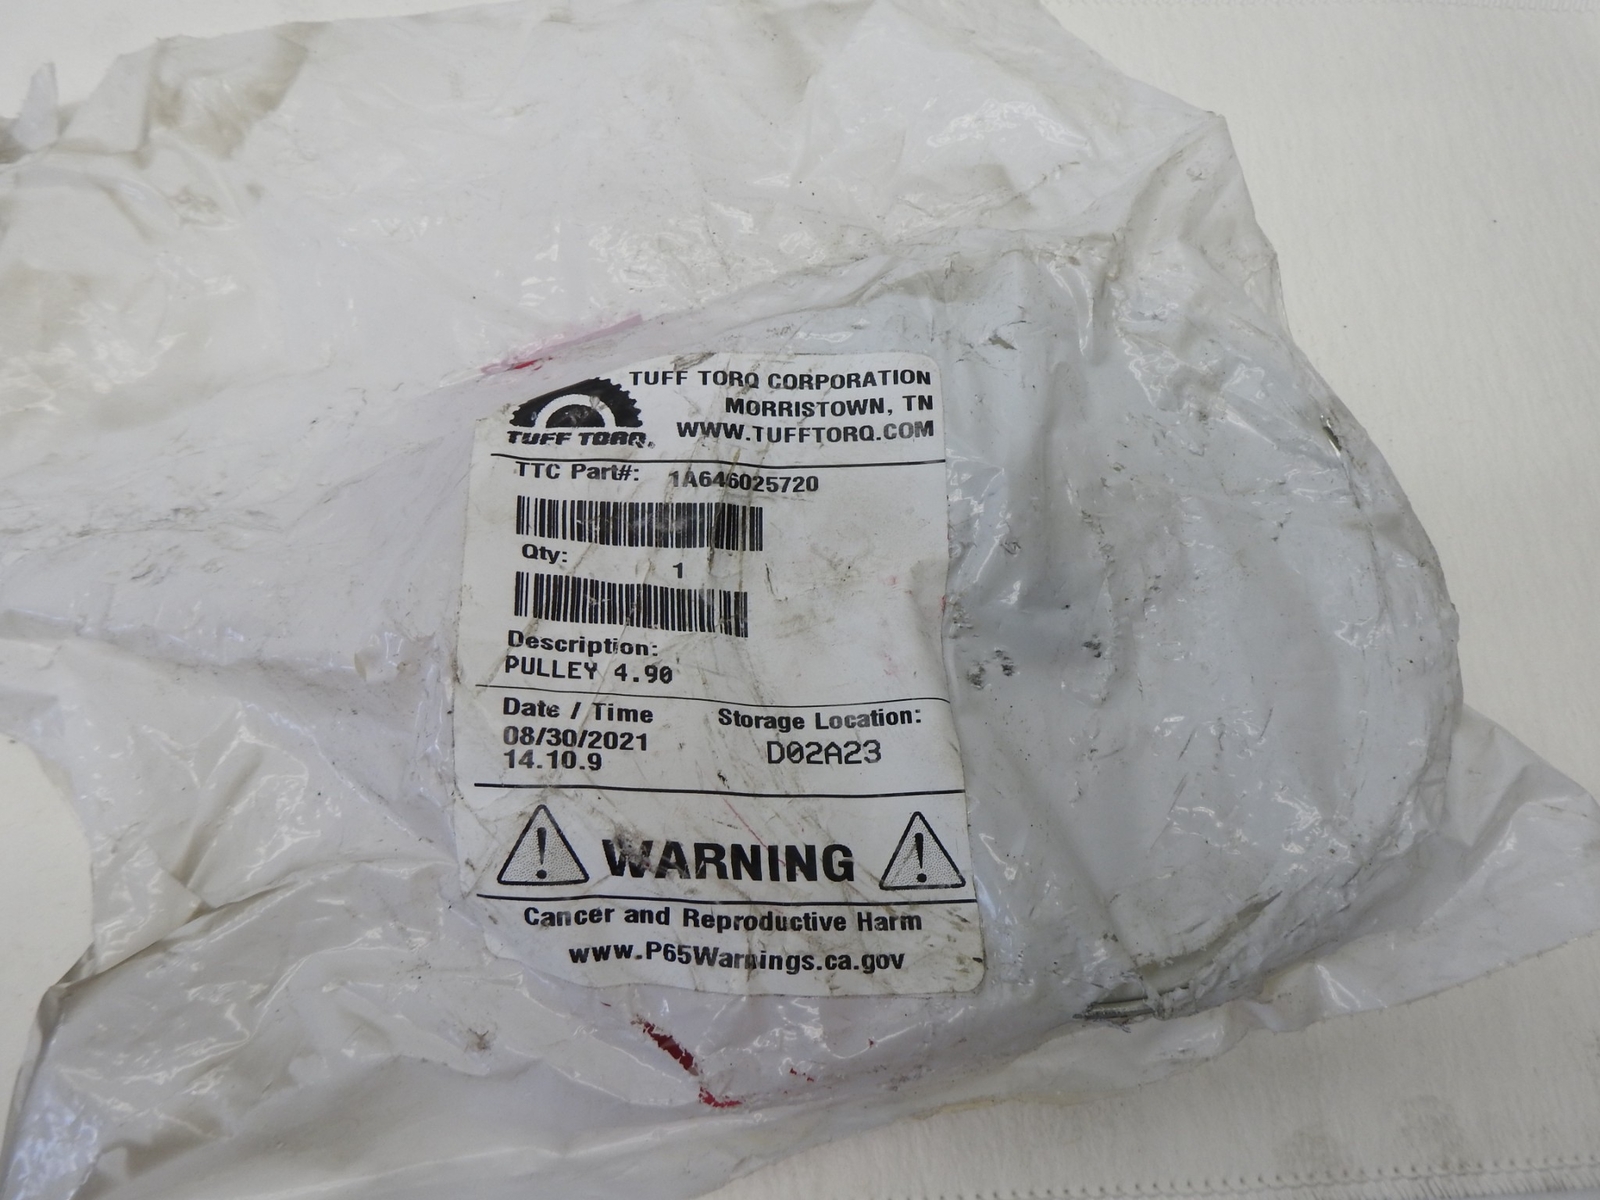 TUFF TORQ CORPORATION
MORRISTOWN, TN
WWW.TUFFTORQ.COM
TUFF TORQ®
TTC Part#: 1A646025720
Qty: 1
Description:
PULLEY 4.90
Date / Time
08/30/2021
14.10.9
Storage Location:
D02A23
WARNING
Cancer and Reproductive Harm
www.P65Warnings.ca.gov